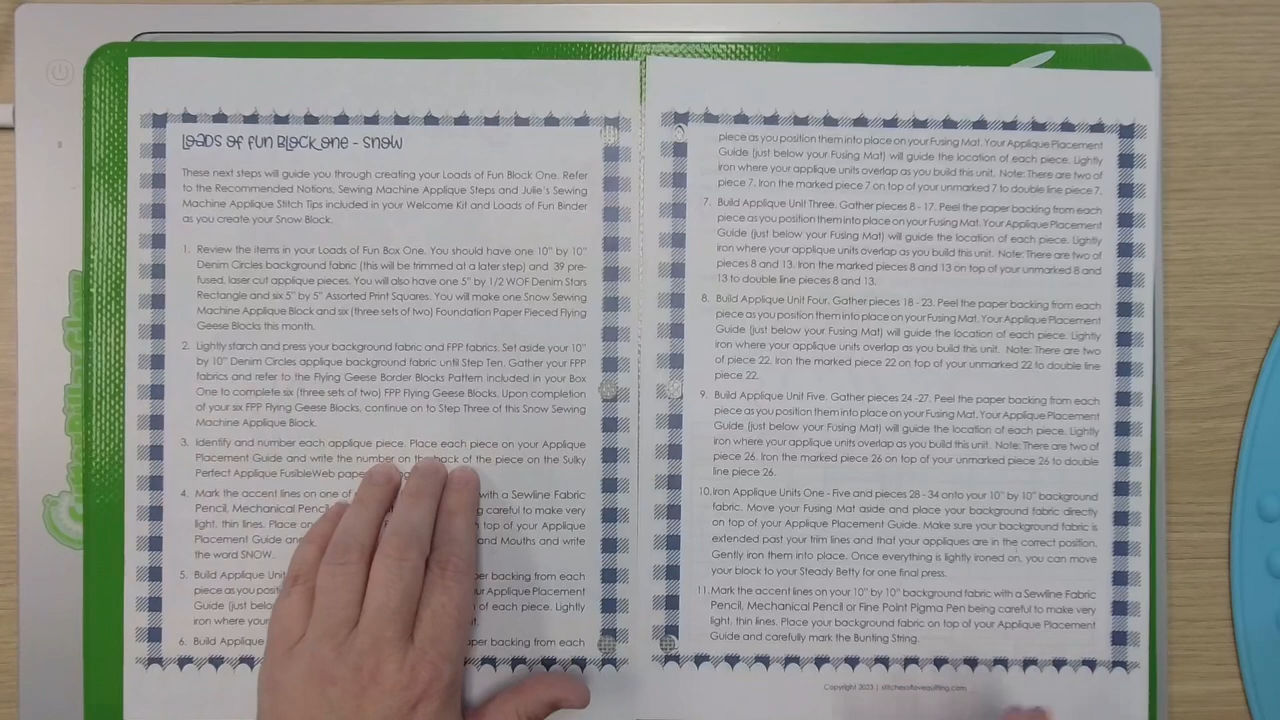 Loads of Fun Block One - Snow
These next steps will guide you through creating your Loads of Fun Block One. Refer
to the Recommended Notions, Sewing Machine Applique Steps and Julie's Sewing
Machine Applique Stitch Tips included in your Welcome Kit and Loads of Fun Binder
as you create your Snow Block.
1. Review the items in your Loads of Fun Box One. You should have one 10" by 10"
Denim Circles background fabric (this will be trimmed at a later step) and 39 pre-
fused, laser cut applique pieces. You will also have one 5" by 1/2 WOF Denim Stars
Rectangle and six 5" by 5" Assorted Print Squares. You will make one Snow Sewing
Machine Applique Block and six (three sets of two) Foundation Paper Pieced Flying
Geese Blocks this month.
2. Lightly starch and press your background fabric and FPP fabrics. Set aside your 10"
by 10" Denim Circles applique background fabric until Step Ten. Gather your FPP
fabrics and refer to the Flying Geese Border Blocks Pattern included in your Box
One to complete six (three sets of two) FPP Flying Geese Blocks. Upon completion
of your six FPP Flying Geese Blocks, continue on to Step Three of this Snow Sewing
Machine Applique Block.
3. Identify and number each applique piece. Place each piece on your Applique
Placement Guide and write the number on the back of the piece on the Sulky
Perfect Applique FusibleWeb pape
4. Mark the accent lines on one of with a Sewline Fabric
Pencil, Mechanical Pencil g careful to make very
light, thin lines. Place on top of your Applique
Placement Guide and and Mouths and write
the word SNOW.
5. Build Applique Unit per backing from each
piece as you posit ur Applique Placement
Guide (just belo of each piece. Lightly
iron where your t.
6. Build Applique aper backing from each
piece as you position them into place on your Fusing Mat. Your Applique Placement
Guide (just below your Fusing Mat) will guide the location of each piece. Lightly
iron where your applique units overlap as you build this unit. Note: There are two of
piece 7. Iron the marked piece 7 on top of your unmarked 7 to double line piece 7.
7. Build Applique Unit Three. Gather pieces 8 - 17. Peel the paper backing from each
piece as you position them into place on your Fusing Mat. Your Applique Placement
Guide (just below your Fusing Mat) will guide the location of each piece. Lightly
iron where your applique units overlap as you build this unit. Note: There are two of
pieces 8 and 13. Iron the marked pieces 8 and 13 on top of your unmarked 8 and
13 to double line pieces 8 and 13.
8. Build Applique Unit Four. Gather pieces 18 - 23. Peel the paper backing from each
piece as you position them into place on your Fusing Mat. Your Applique Placement
Guide (just below your Fusing Mat) will guide the location of each piece. Lightly
iron where your applique units overlap as you build this unit. Note: There are two
of piece 22. Iron the marked piece 22 on top of your unmarked 22 to double line
piece 22.
9. Build Applique Unit Five. Gather pieces 24 -27. Peel the paper backing from each
piece as you position them into place on your Fusing Mat. Your Applique Placement
Guide (just below your Fusing Mat) will guide the location of each piece. Lightly
iron where your applique units overlap as you build this unit. Note: There are two of
piece 26. Iron the marked piece 26 on top of your unmarked piece 26 to double
line piece 26.
10. Iron Applique Units One - Five and pieces 28 - 34 onto your 10" by 10" background
fabric. Move your Fusing Mat aside and place your background fabric directly
on top of your Applique Placement Guide. Make sure your background fabric is
extended past your trim lines and that your appliques are in the correct position.
Gently iron them into place. Once everything is lightly ironed on, you can move
your block to your Steady Betty for one final press.
11. Mark the accent lines on your 10" by 10" background fabric with a Sewline Fabric
Pencil, Mechanical Pencil or Fine Point Pigma Pen being careful to make very
light, thin lines. Place your background fabric on top of your Applique Placement
Guide and carefully mark the Bunting String.
Copyright 2023 | stitchesoflovequilting.com